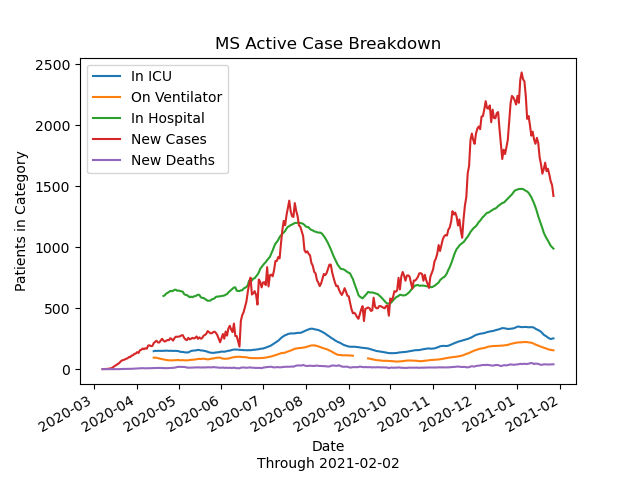 MS Active Case Breakdown
In ICU
On Ventilator
In Hospital
New Cases
New Deaths
Patients in Category
2500
2000
1500
1000
500
0
2020-03
2020-04
2020-05
2020-06
2020-07
2020-08
2020-09
2020-10
2020-11
2020-12
2021-01
2021-02
Date
Through 2021-02-02